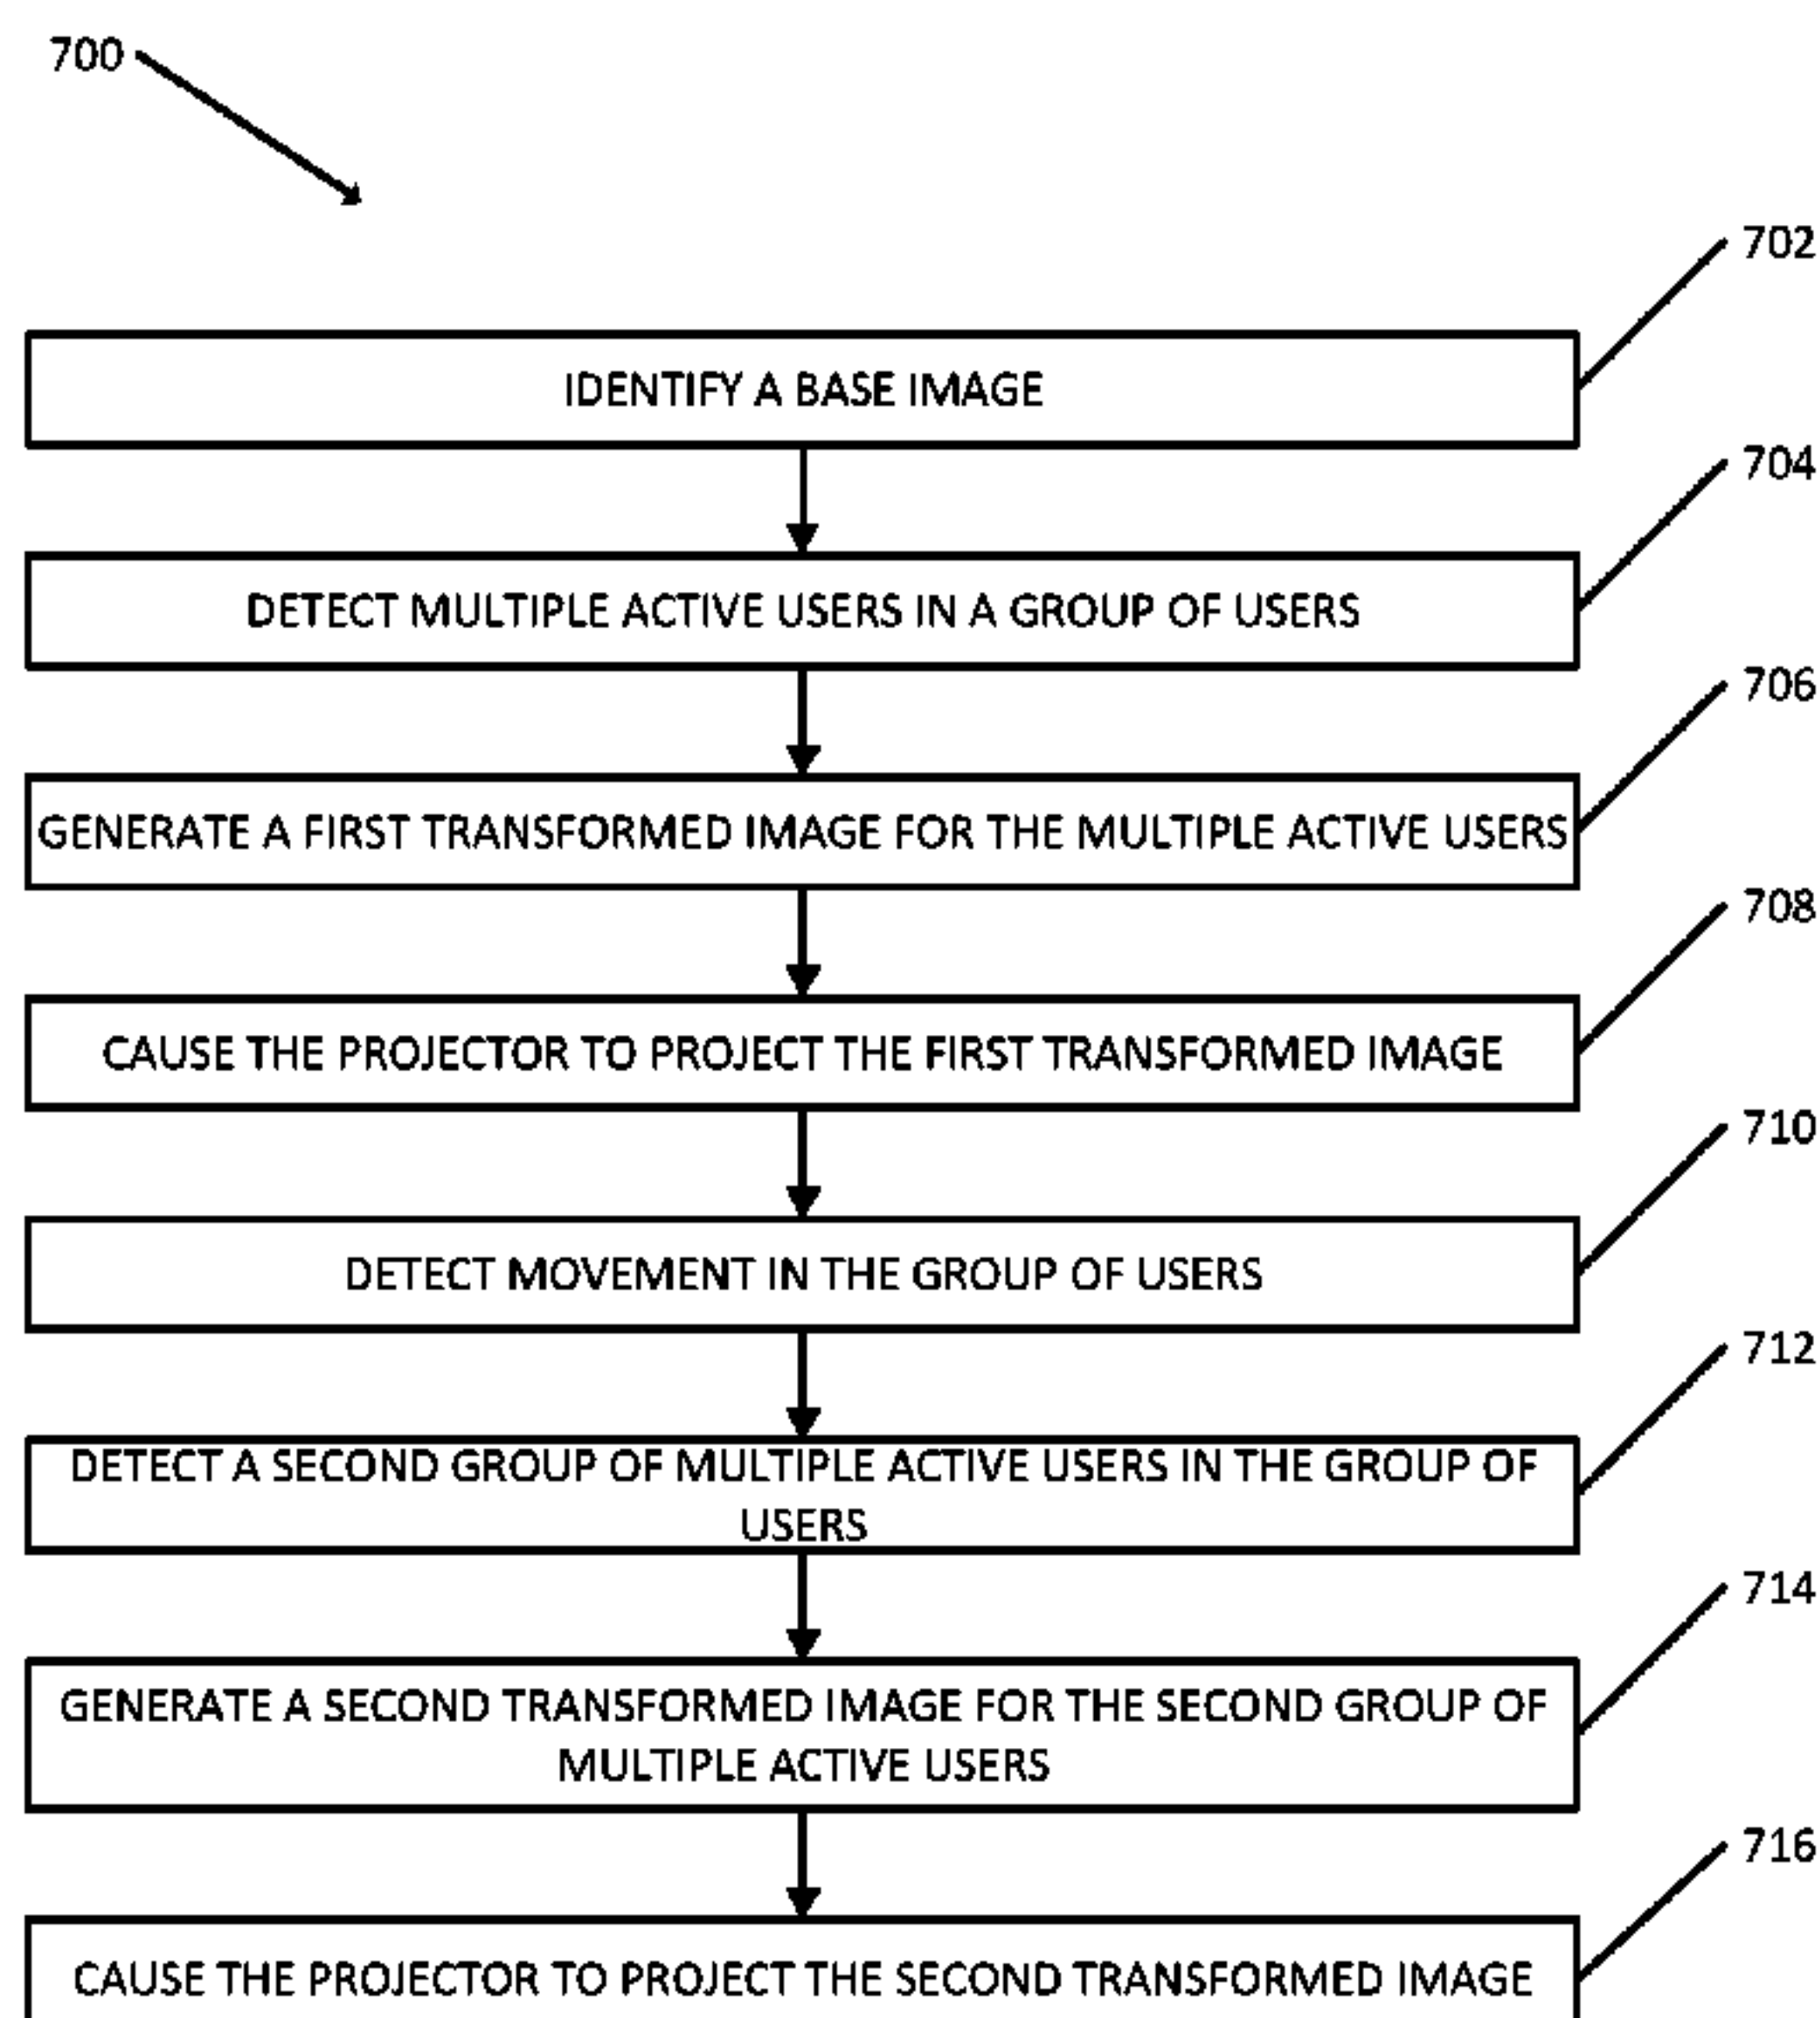 700
702
IDENTIFY A BASE IMAGE
704
DETECT MULTIPLE ACTIVE USERS IN A GROUP OF USERS
706
GENERATE A FIRST TRANSFORMED IMAGE FOR THE MULTIPLE ACTIVE USERS
708
CAUSE THE PROJECTOR TO PROJECT THE FIRST TRANSFORMED IMAGE
710
DETECT MOVEMENT IN THE GROUP OF USERS
712
DETECT A SECOND GROUP OF MULTIPLE ACTIVE USERS IN THE GROUP OF
USERS
714
GENERATE A SECOND TRANSFORMED IMAGE FOR THE SECOND GROUP OF
MULTIPLE ACTIVE USERS
716
CAUSE THE PROJECTOR TO PROJECT THE SECOND TRANSFORMED IMAGE